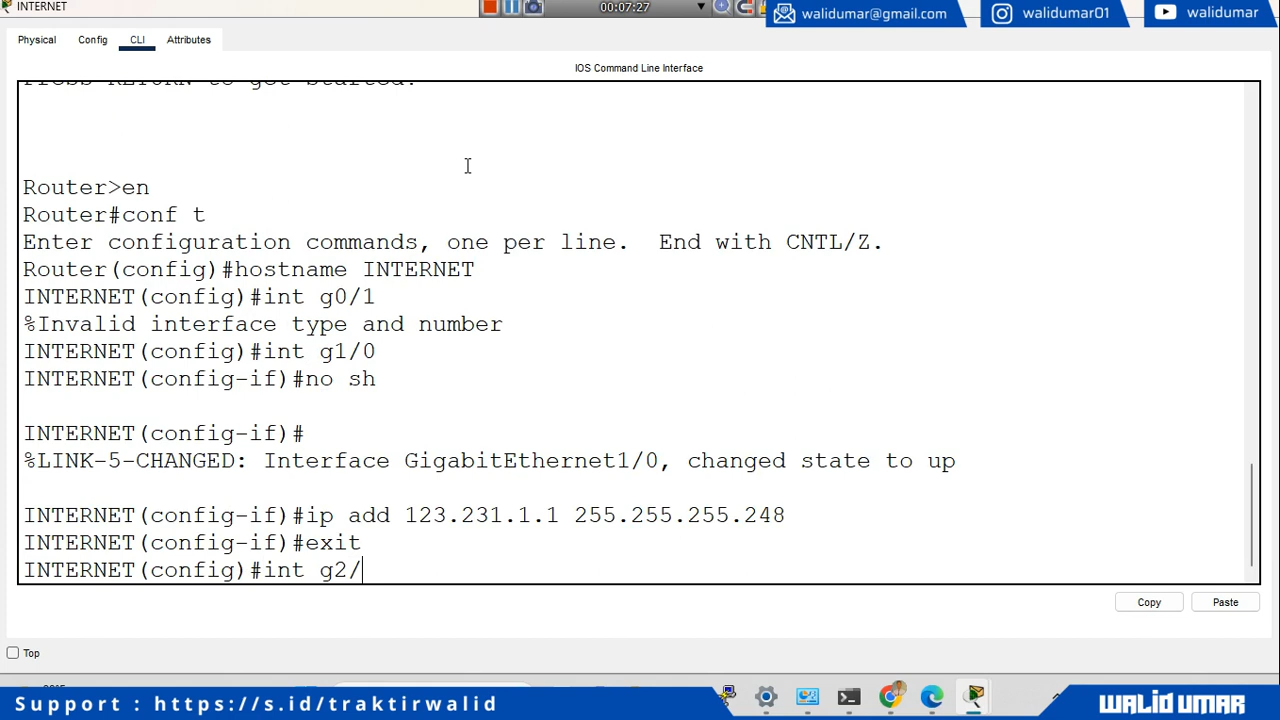 INTERNET
00:07:27
walidumar@gmail.com
walidumar01
walidumar
Physical
Config
CLI
Attributes
IOS Command Line Interface
Router>en
Router#conf t
Enter configuration commands, one per line.  End with CNTL/Z.
Router(config)#hostname INTERNET
INTERNET(config)#int g0/1
%Invalid interface type and number
INTERNET(config)#int g1/0
INTERNET(config-if)#no sh
INTERNET(config-if)#
%LINK-5-CHANGED: Interface GigabitEthernet1/0, changed state to up
INTERNET(config-if)#ip add 123.231.1.1 255.255.255.248
INTERNET(config-if)#exit
INTERNET(config)#int g2/
Copy
Paste
Top
Support : https://s.id/traktirwalid
WALID UMAR